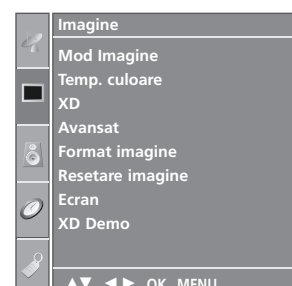 Imagine
Mod Imagine
Temp. culoare
XD
Avansat
Format imagine
Resetare imagine
Ecran
XD Demo
▲▼ ◄► OK MENU